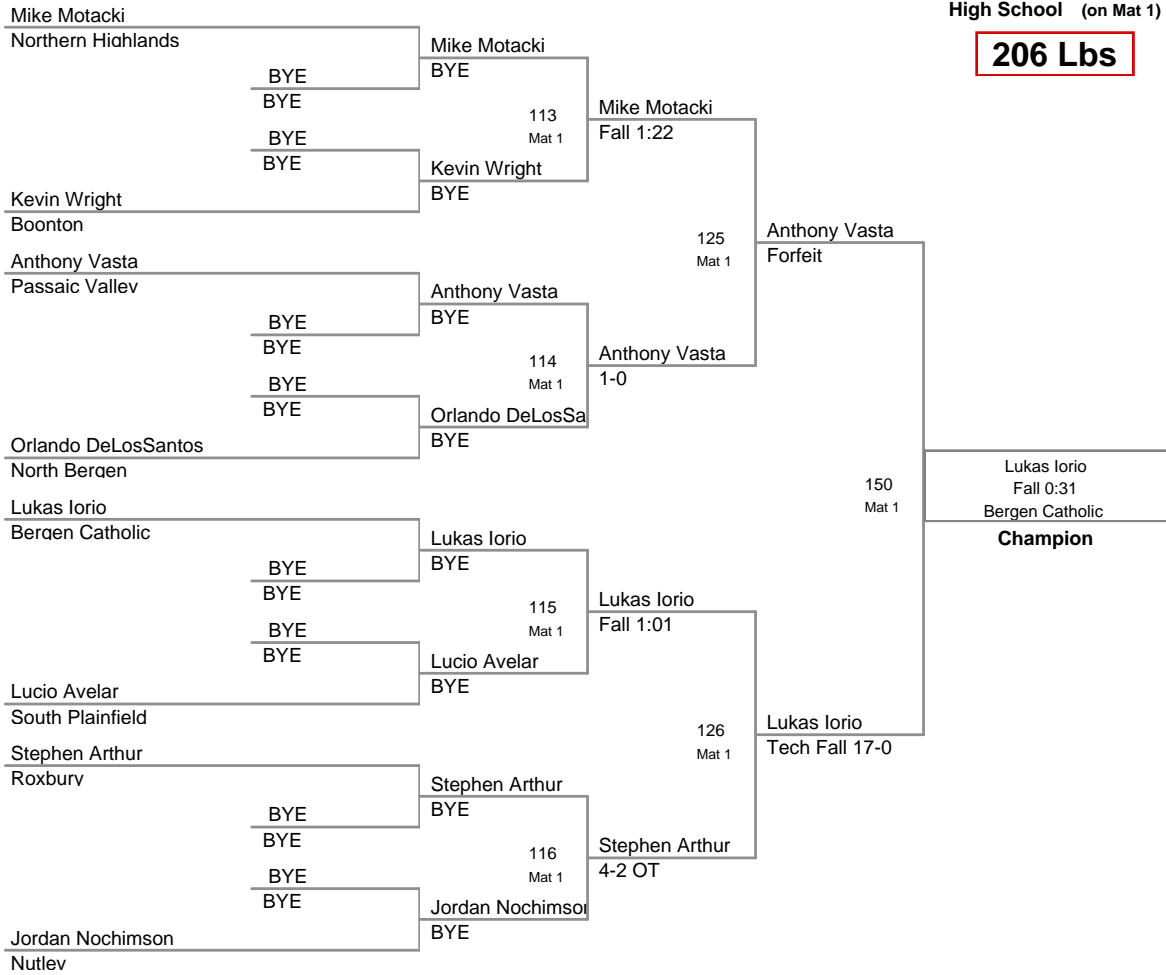 High School (on Mat 1)
206 Lbs
Mike Motacki
Northern Highlands
BYE
BYE
BYE
BYE
Kevin Wright
Boonton
Anthony Vasta
Passaic Valley
BYE
BYE
BYE
BYE
Orlando DeLosSantos
North Bergen
Lukas Iorio
Bergen Catholic
BYE
BYE
BYE
BYE
Lucio Avelar
South Plainfield
Stephen Arthur
Roxbury
BYE
BYE
BYE
BYE
Jordan Nochimson
Nutley
Mike Motacki
BYE
113
Mat 1
Kevin Wright
BYE
Anthony Vasta
BYE
114
Mat 1
Orlando DeLosSa
BYE
Lukas Iorio
BYE
115
Mat 1
Lucio Avelar
BYE
Stephen Arthur
BYE
116
Mat 1
Jordan Nochimson
BYE
Mike Motacki
Fall 1:22
125
Mat 1
Anthony Vasta
1-0
Lukas Iorio
Fall 1:01
126
Mat 1
Stephen Arthur
4-2 OT
Anthony Vasta
Forfeit
150
Mat 1
Lukas Iorio
Tech Fall 17-0
Lukas Iorio
Fall 0:31
Bergen Catholic
Champion